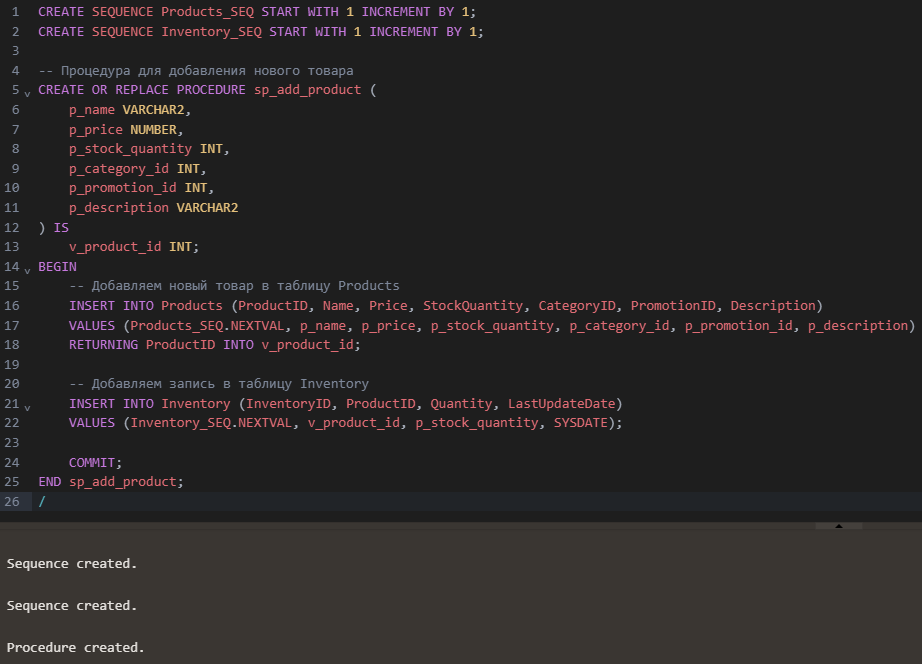 1 CREATE SEQUENCE Products_SEQ START WITH 1 INCREMENT BY 1;
2 CREATE SEQUENCE Inventory_SEQ START WITH 1 INCREMENT BY 1;
3
4 -- Процедура для добавления нового товара
5 CREATE OR REPLACE PROCEDURE sp_add_product (
6     p_name VARCHAR2,
7     p_price NUMBER,
8     p_stock_quantity INT,
9     p_category_id INT,
10     p_promotion_id INT,
11     p_description VARCHAR2
12 ) IS
13     v_product_id INT;
14 BEGIN
15     -- Добавляем новый товар в таблицу Products
16     INSERT INTO Products (ProductID, Name, Price, StockQuantity, CategoryID, PromotionID, Description)
17     VALUES (Products_SEQ.NEXTVAL, p_name, p_price, p_stock_quantity, p_category_id, p_promotion_id, p_description)
18     RETURNING ProductID INTO v_product_id;
19
20     -- Добавляем запись в таблицу Inventory
21     INSERT INTO Inventory (InventoryID, ProductID, Quantity, LastUpdateDate)
22     VALUES (Inventory_SEQ.NEXTVAL, v_product_id, p_stock_quantity, SYSDATE);
23
24     COMMIT;
25 END sp_add_product;
26 /
Sequence created.
Sequence created.
Procedure created.